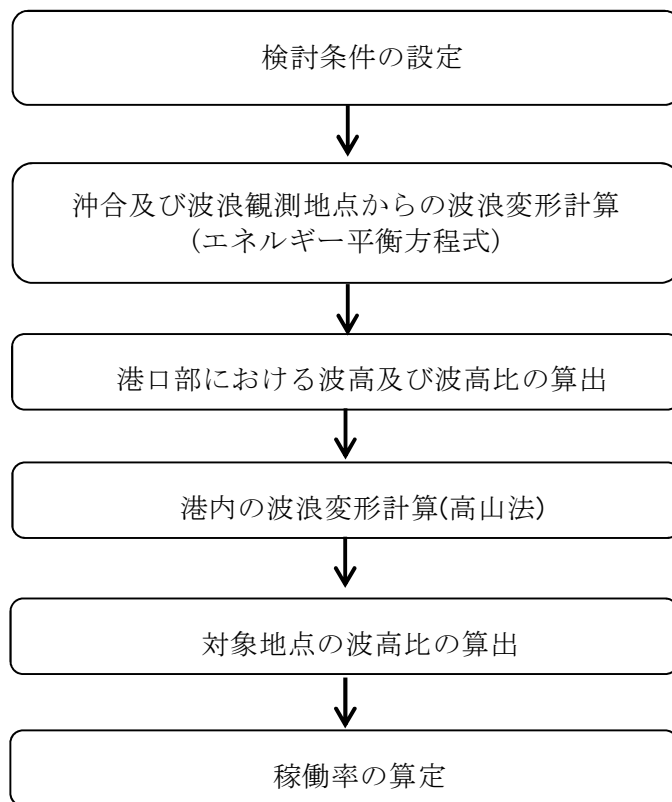 検討条件の設定
沖合及び波浪観測地点からの波浪変形計算
(エネルギー平衡方程式)
港口部における波高及び波高比の算出
港内の波浪変形計算(高山法)
対象地点の波高比の算出
稼働率の算定